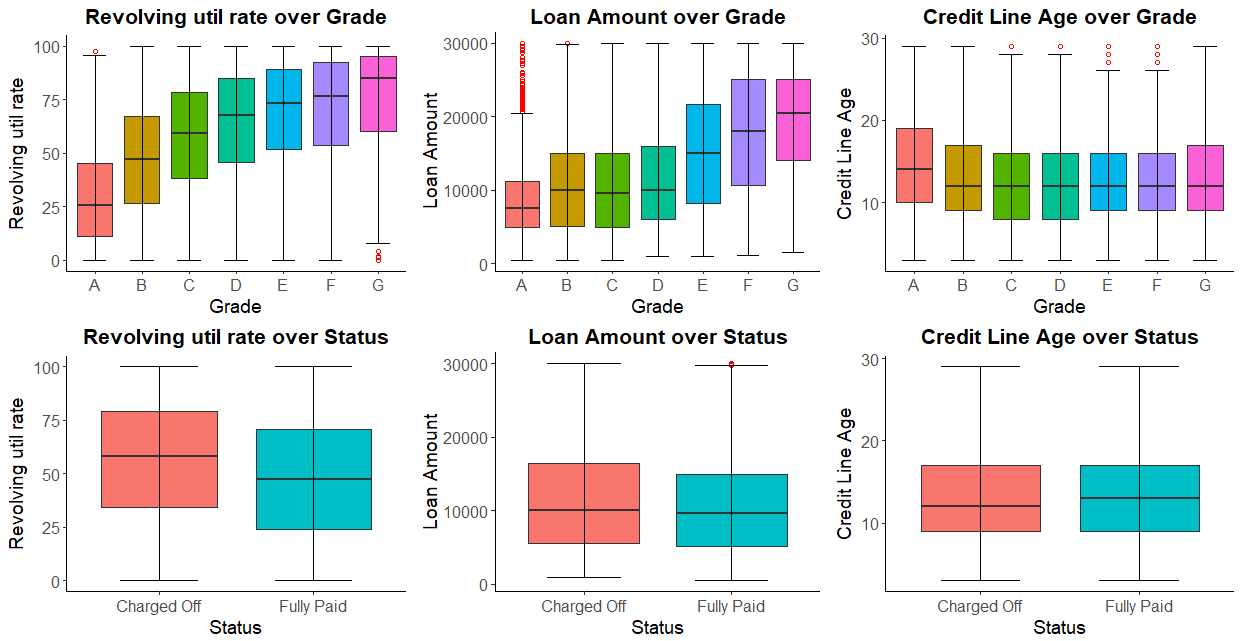 Revolving util rate over Grade
Revolving util rate
100
75
50
25
0
A B C D E F G
Grade
Loan Amount over Grade
Loan Amount
30000
20000
10000
0
A B C D E F G
Grade
Credit Line Age over Grade
Credit Line Age
30
20
10
A B C D E F G
Grade
Revolving util rate over Status
Revolving util rate
100
75
50
25
0
Charged Off Fully Paid
Status
Loan Amount over Status
Loan Amount
30000
20000
10000
0
Charged Off Fully Paid
Status
Credit Line Age over Status
Credit Line Age
30
20
10
Charged Off Fully Paid
Status